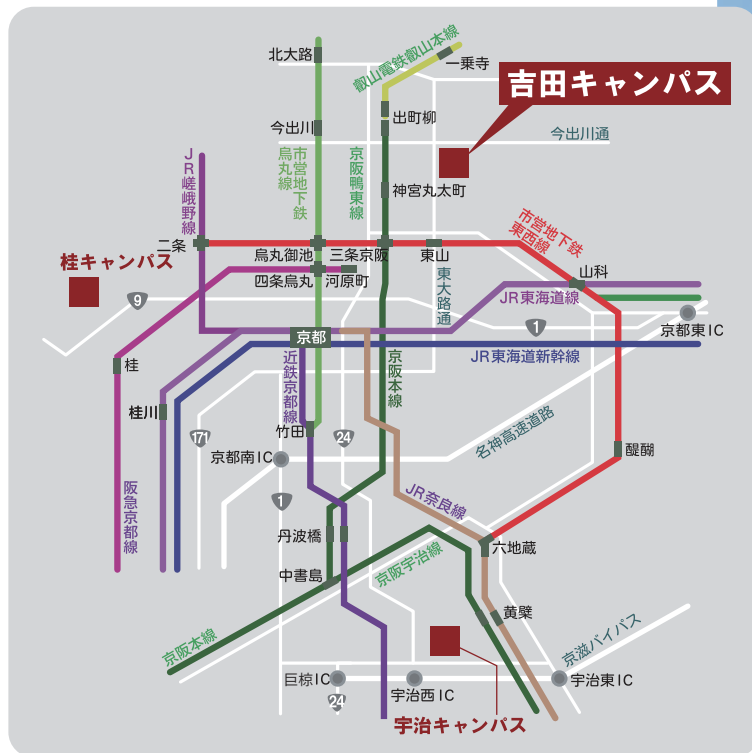 北大路
叡山電鉄叡山本線
一乗寺
吉田キャンパス
出町柳
今出川
今出川通
JR嵯峨野線
市営地下鉄
烏丸線
京阪鴨東線
神宮丸太町
市営地下鉄
東西線
二条
烏丸御池
三条京阪
東山
山科
桂キャンパス
四条烏丸
河原町
東大路通
JR東海道線
9
1
京都東IC
京都
JR東海道新幹線
近鉄京都線
京阪本線
桂
桂川
竹田
171
24
名神高速道路
醍醐
京都南IC
1
阪急京都線
JR奈良線
丹波橋
六地蔵
中書島
京阪宇治線
黄檗
京阪本線
京滋バイパス
巨椋IC
宇治西IC
宇治東IC
24
宇治キャンパス